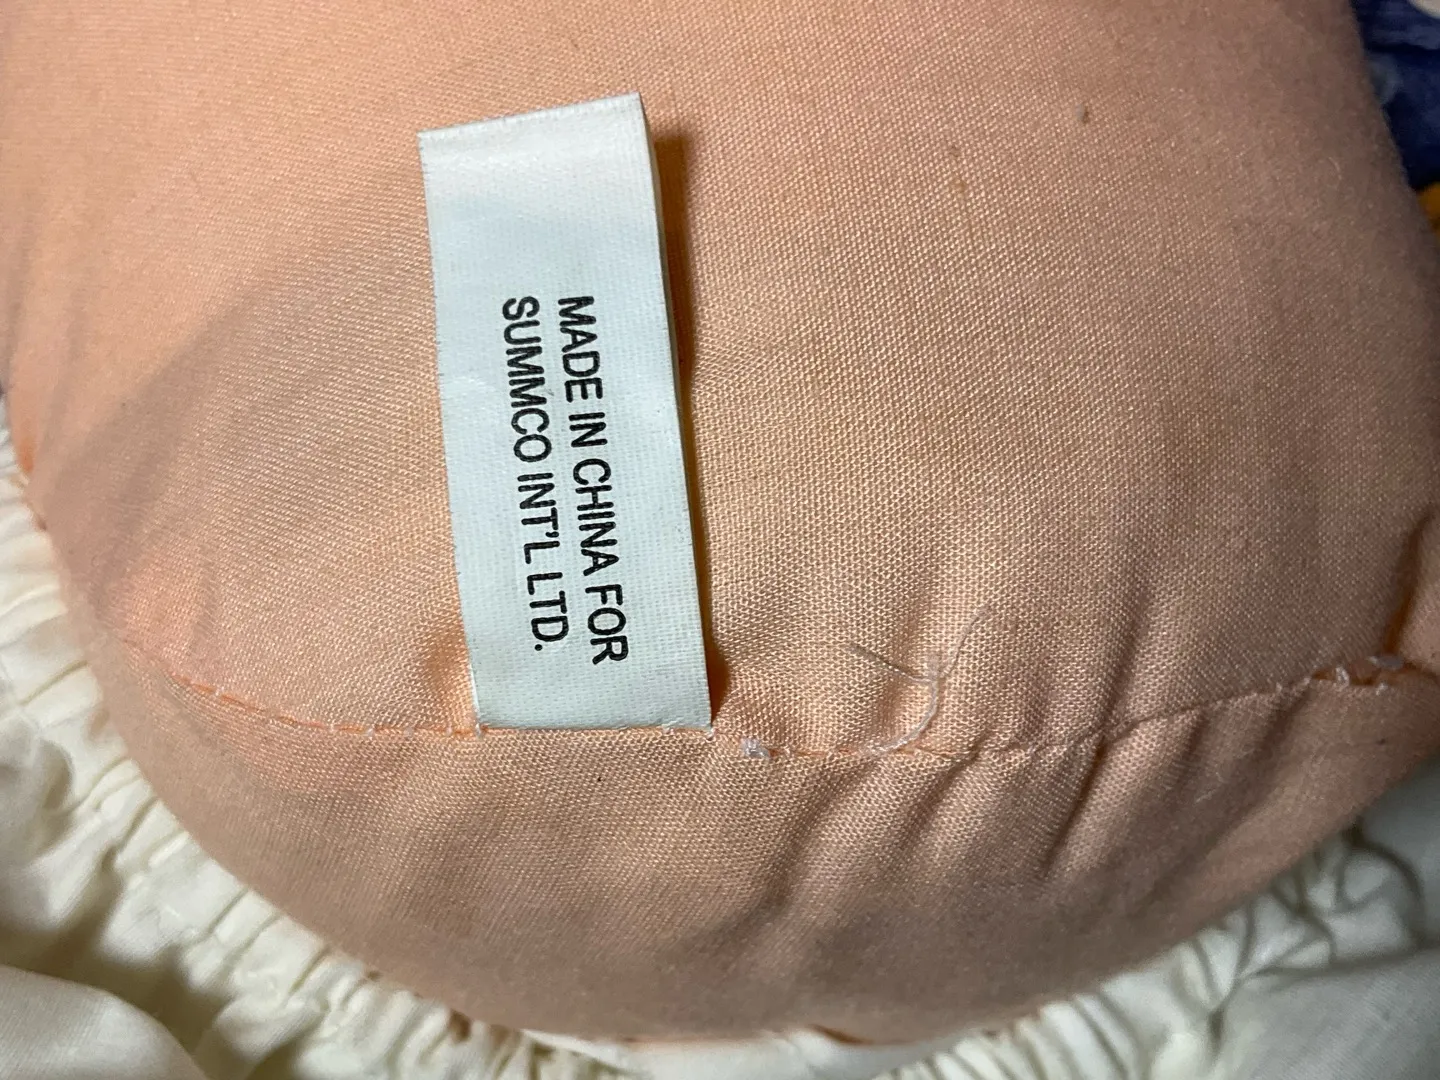 MADE IN CHINA FOR
SUMMCO INT'L LTD.